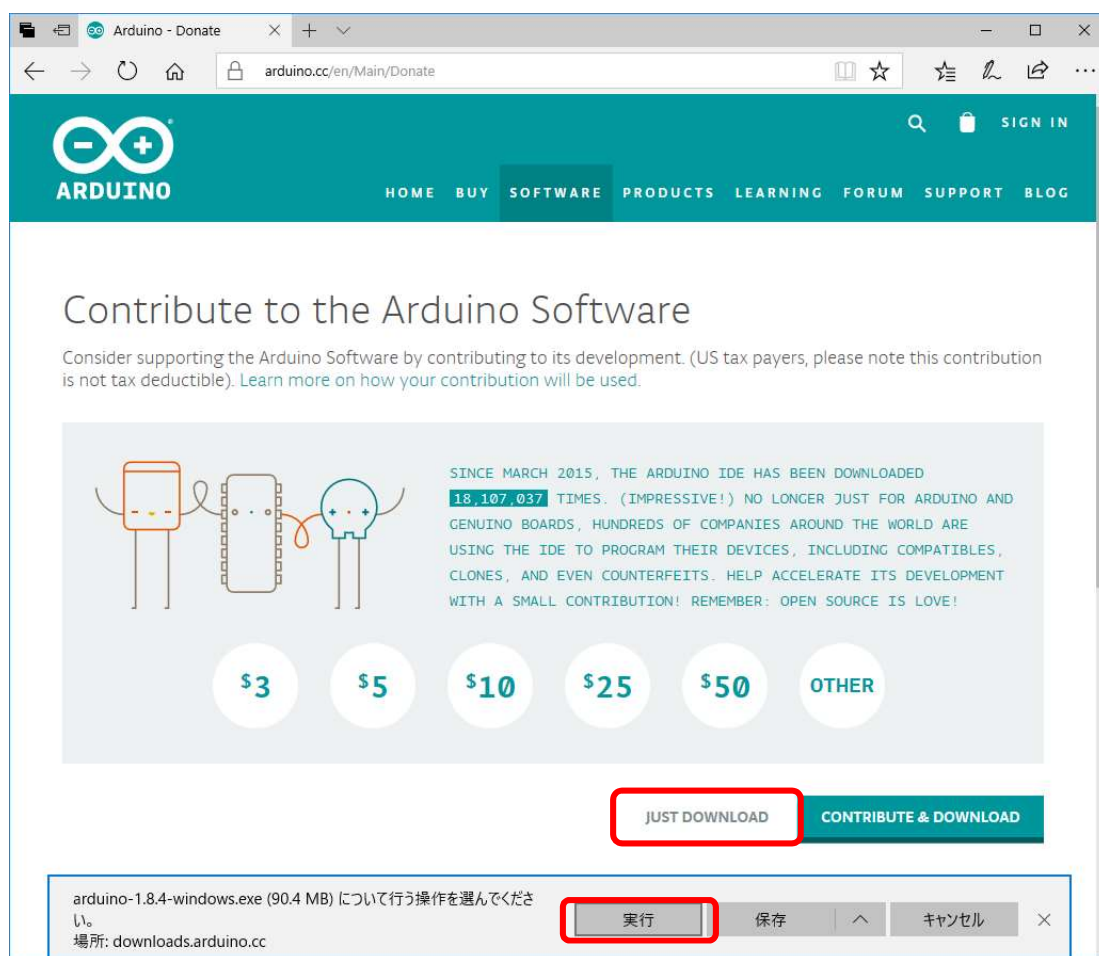 Arduino - Donate
arduino.cc/en/Main/Donate
SIGN IN
ARDUINO
HOME BUY SOFTWARE PRODUCTS LEARNING FORUM SUPPORT BLOG
Contribute to the Arduino Software
Consider supporting the Arduino Software by contributing to its development. (US tax payers, please note this contribution
is not tax deductible). Learn more on how your contribution will be used.
SINCE MARCH 2015, THE ARDUINO IDE HAS BEEN DOWNLOADED
18,107,037 TIMES. (IMPRESSIVE!) NO LONGER JUST FOR ARDUINO AND
GENUINO BOARDS, HUNDREDS OF COMPANIES AROUND THE WORLD ARE
USING THE IDE TO PROGRAM THEIR DEVICES, INCLUDING COMPATIBLES,
CLONES, AND EVEN COUNTERFEITS. HELP ACCELERATE ITS DEVELOPMENT
WITH A SMALL CONTRIBUTION! REMEMBER: OPEN SOURCE IS LOVE!
$3 $5 $10 $25 $50 OTHER
JUST DOWNLOAD CONTRIBUTE & DOWNLOAD
arduino-1.8.4-windows.exe (90.4 MB) について行う操作を選んでくださ
い。
場所: downloads.arduino.cc
実行 保存 キャンセル